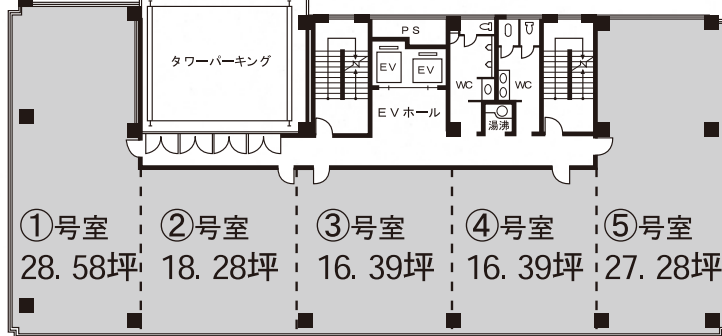 タワーパーキング
PS
EV
EV
EVホール
WC
WC
湯沸
①号室
28.58坪
②号室
18.28坪
③号室
16.39坪
④号室
16.39坪
⑤号室
27.28坪